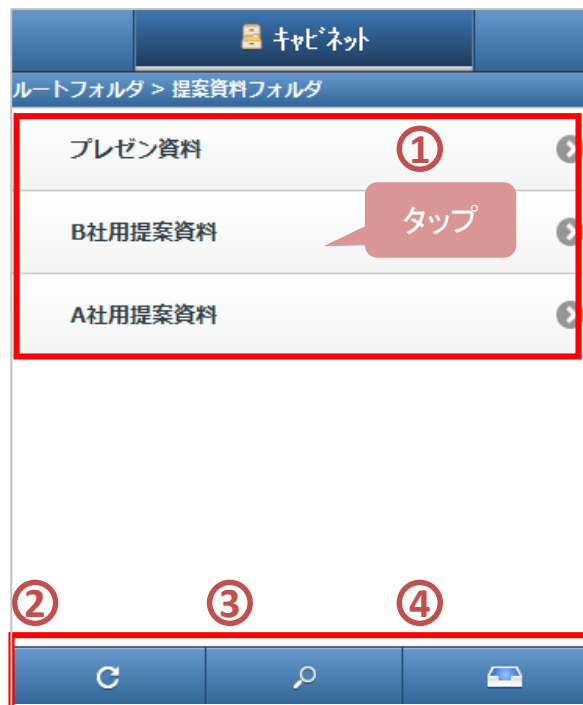 キャビネット
ルートフォルダ > 提案資料フォルダ
プレゼン資料
①
タップ
B社用提案資料
A社用提案資料
②
③
④